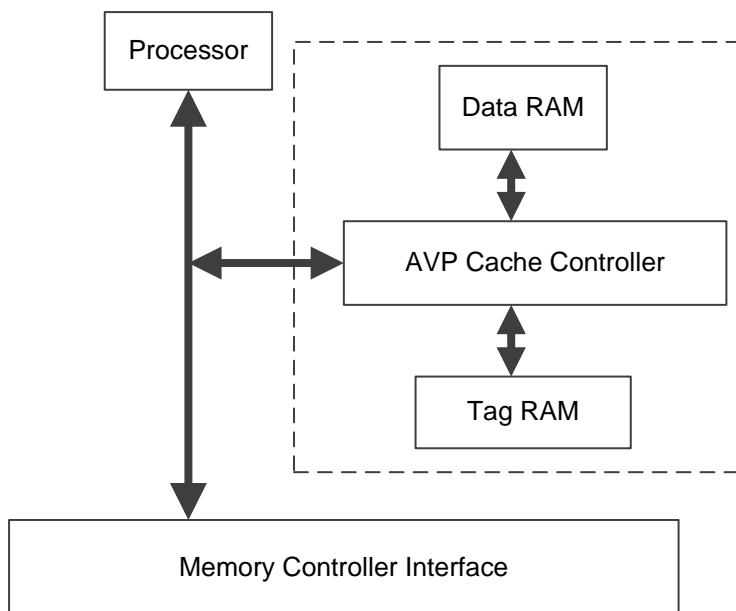 Processor
Data RAM
AVP Cache Controller
Tag RAM
Memory Controller Interface